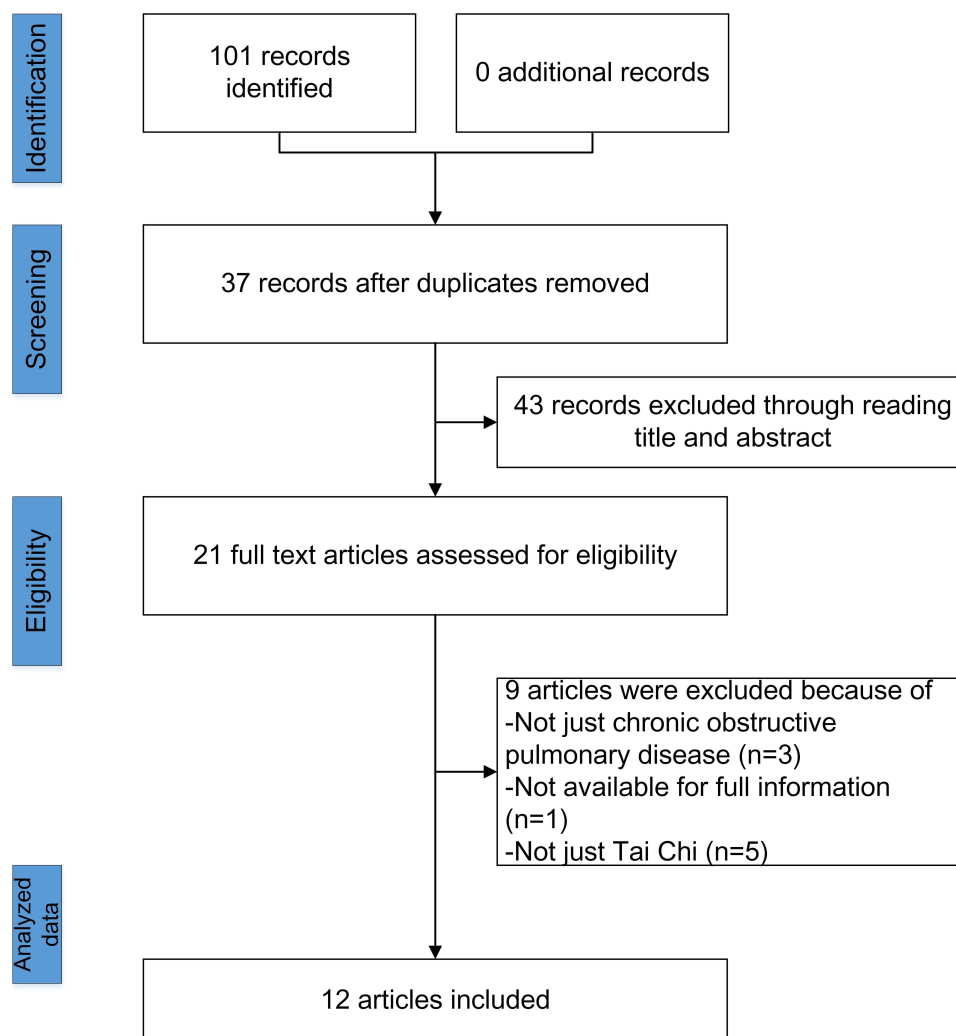 Identification
101 records
identified
0 additional records
Screening
37 records after duplicates removed
43 records excluded through reading
title and abstract
Eligibility
21 full text articles assessed for eligibility
9 articles were excluded because of
-Not just chronic obstructive
pulmonary disease (n=3)
-Not available for full information
(n=1)
-Not just Tai Chi (n=5)
Analyzed
data
12 articles included